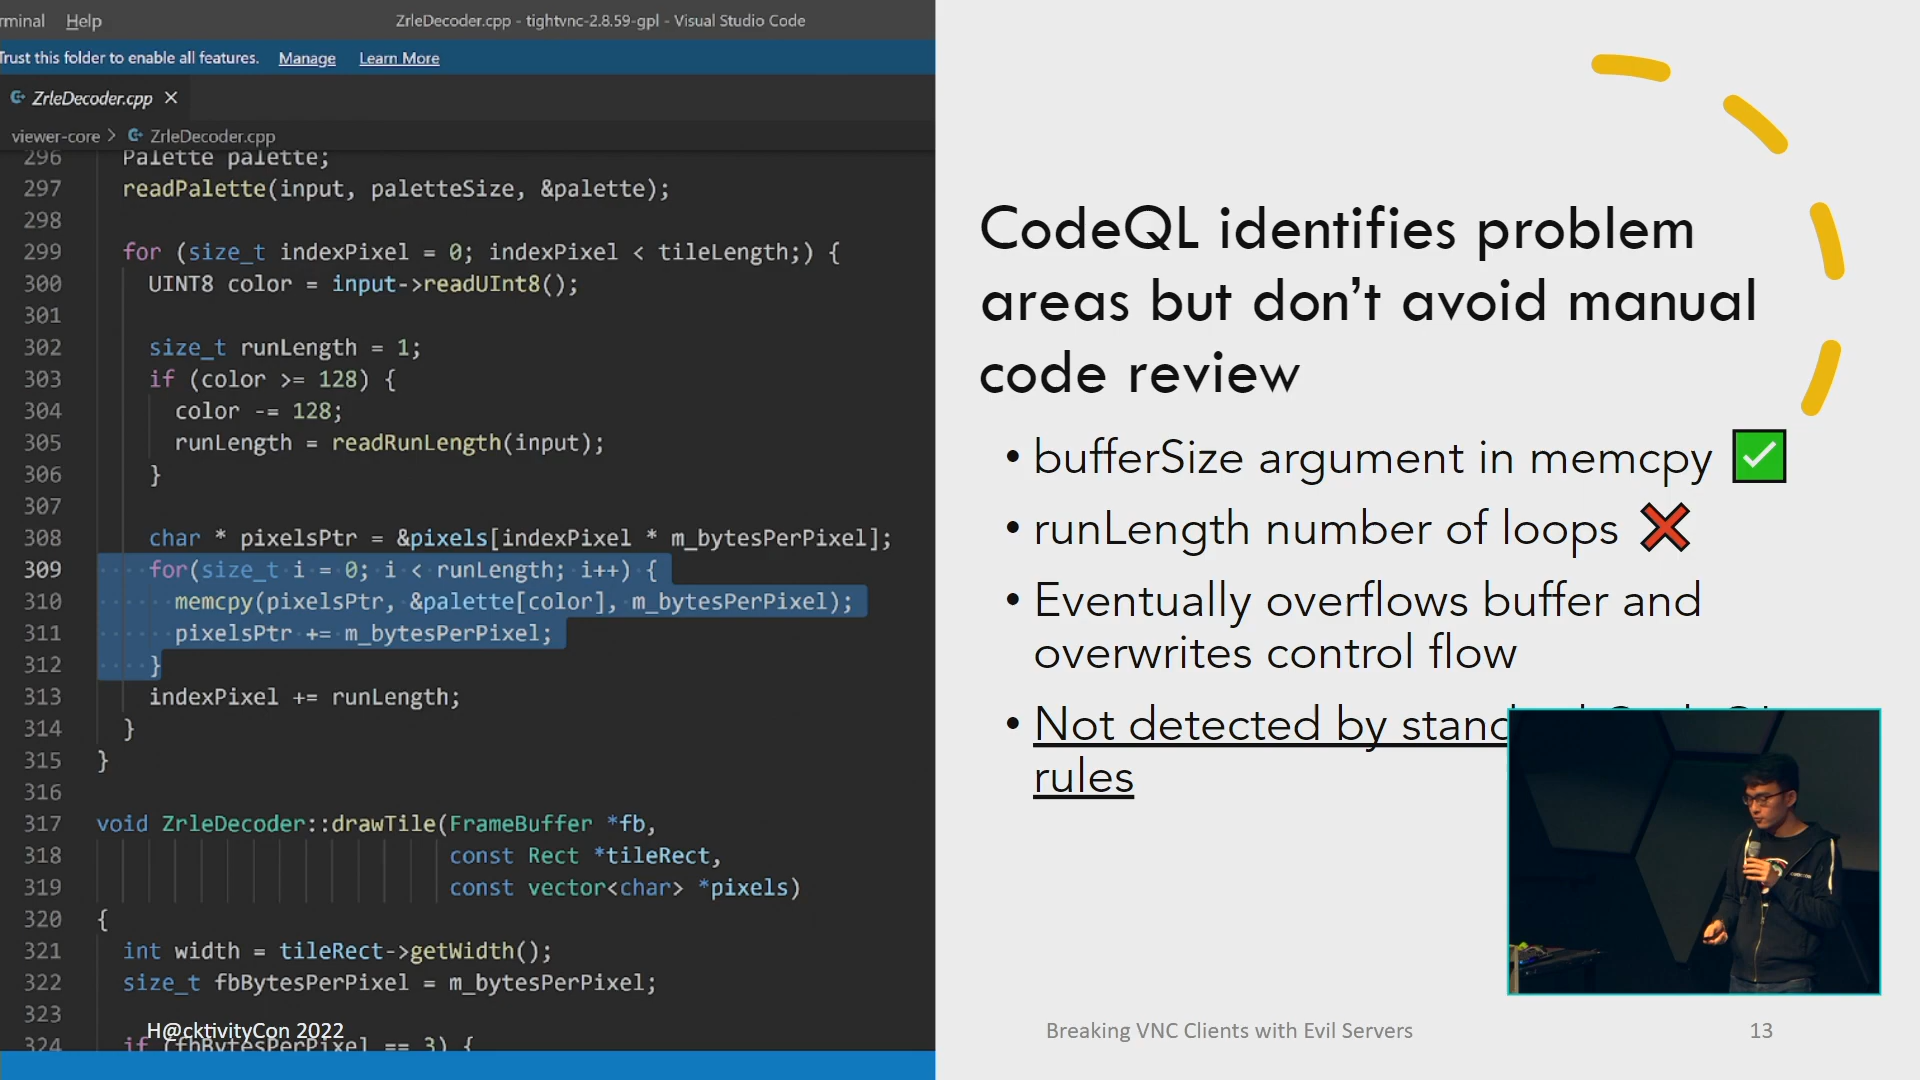 rminal Help ZrleDecoder.cpp - tightvnc-2.8.59-gpl - Visual Studio Code
Trust this folder to enable all features. Manage Learn More
ZrleDecoder.cpp
viewer-core > ZrleDecoder.cpp
296 Palette palette;
297 readPalette(input, paletteSize, &palette);
298
299 for (size_t indexPixel = 0; indexPixel < tileLength;) {
300 UINT8 color = input->readUInt8();
301
302 size_t runLength = 1;
303 if (color >= 128) {
304 color -= 128;
305 runLength = readRunLength(input);
306 }
307
308 char * pixelsPtr = &pixels[indexPixel * m_bytesPerPixel];
309 for(size_t i = 0; i < runLength; i++) {
310 memcpy(pixelsPtr, &palette[color], m_bytesPerPixel);
311 pixelsPtr += m_bytesPerPixel;
312 }
313 indexPixel += runLength;
314 }
315 }
316
317 void ZrleDecoder::drawTile(FrameBuffer *fb,
318 const Rect *tileRect,
319 const vector<char> *pixels)
320 {
321 int width = tileRect->getWidth();
322 size_t fbBytesPerPixel = m_bytesPerPixel;
323
324 if (fbBytesPerPixel == 3) {
H@cktivityCon 2022
CodeQL identifies problem
areas but don't avoid manual
code review
• bufferSize argument in memcpy ✅
• runLength number of loops ❌
• Eventually overflows buffer and
overwrites control flow
• Not detected by
rules
Breaking VNC Clients with Evil Servers
13